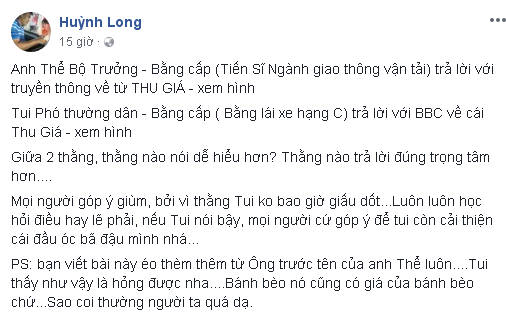 Huỳnh Long
15 giờ ·
Anh Thể Bộ Trưởng - Bằng cấp (Tiến Sĩ Ngành giao thông vận tải) trả lời với
truyền thông về từ THU GIÁ - xem hình
Tui Phó thường dân - Bằng cấp ( Bằng lái xe hạng C) trả lời với BBC về cái
Thu Giá - xem hình
Giữa 2 thằng, thằng nào nói dễ hiểu hơn? Thằng nào trả lời đúng trọng tâm
hơn....
Mọi người góp ý giùm, bởi vì thằng Tui ko bao giờ giấu dốt...Luôn luôn học
hỏi điều hay lẽ phải, nếu Tui nói bậy, mọi người cứ góp ý để tui còn cải thiện
cái đầu óc bã đậu mình nhá...
PS: bạn viết bài này éo thèm thêm từ Ông trước tên của anh Thể luôn....Tui
thấy như vậy là hỏng được nha....Bánh bèo nó cũng có giá của bánh bèo
chứ...Sao coi thường người ta quá dạ.